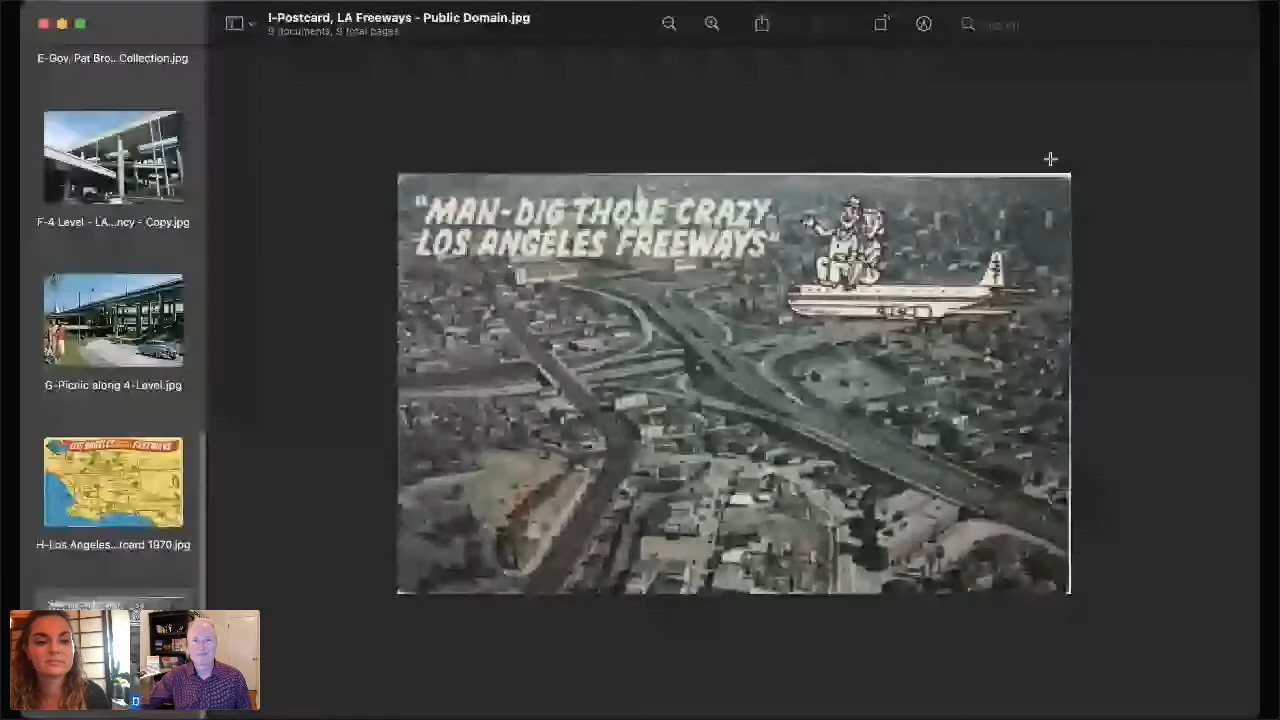 I-Postcard, LA Freeways - Public Domain.jpg
9 documents, 9 total pages
Search
E-Gov, Pat Bro... Collection.jpg
F-4 Level - LA...ncy - Copy.jpg
G-Picnic along 4-Level.jpg
LOS ANGELES FREEWAYS
H-Los Angeles...rcard 1970.jpg
"MAN-DIG THOSE CRAZY
LOS ANGELES FREEWAYS"